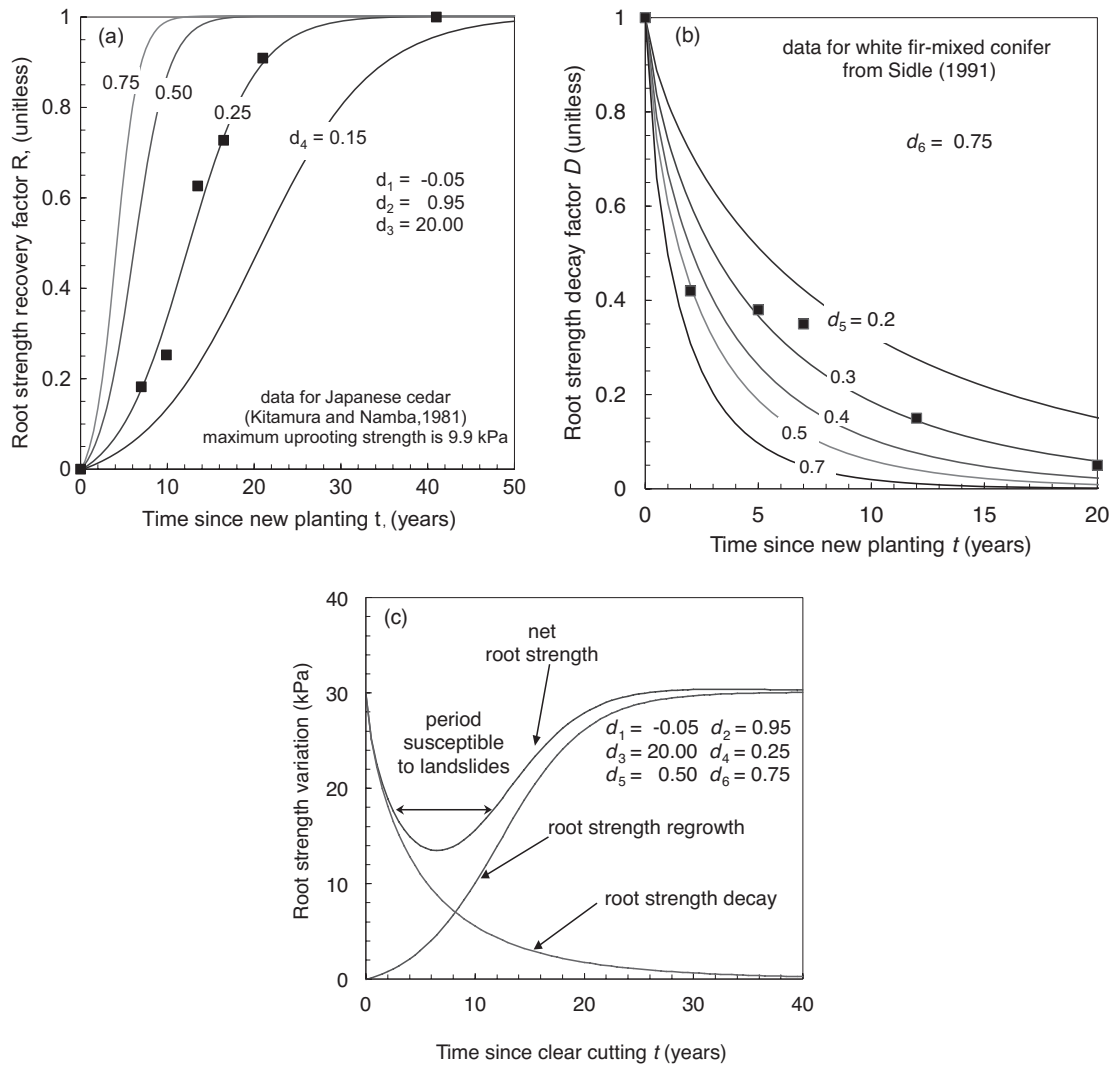 (a)
Root strength recovery factor R, (unitless)
1
0.8
0.6
0.4
0.2
0
0.75
0.50
0.25
d4 = 0.15
d1 = -0.05
d2 = 0.95
d3 = 20.00
data for Japanese cedar
(Kitamura and Namba,1981)
maximum uprooting strength is 9.9 kPa
0 10 20 30 40 50
Time since new planting t, (years)
(b)
Root strength decay factor D (unitless)
1
0.8
0.6
0.4
0.2
0
data for white fir-mixed conifer
from Sidle (1991)
d6 = 0.75
d5 = 0.2
0.3
0.4
0.5
0.7
0 5 10 15 20
Time since new planting t (years)
(c)
Root strength variation (kPa)
40
30
20
10
0
net
root strength
period
susceptible
to landslides
d1 = -0.05 d2 = 0.95
d3 = 20.00 d4 = 0.25
d5 = 0.50 d6 = 0.75
root strength regrowth
root strength decay
0 10 20 30 40
Time since clear cutting t (years)